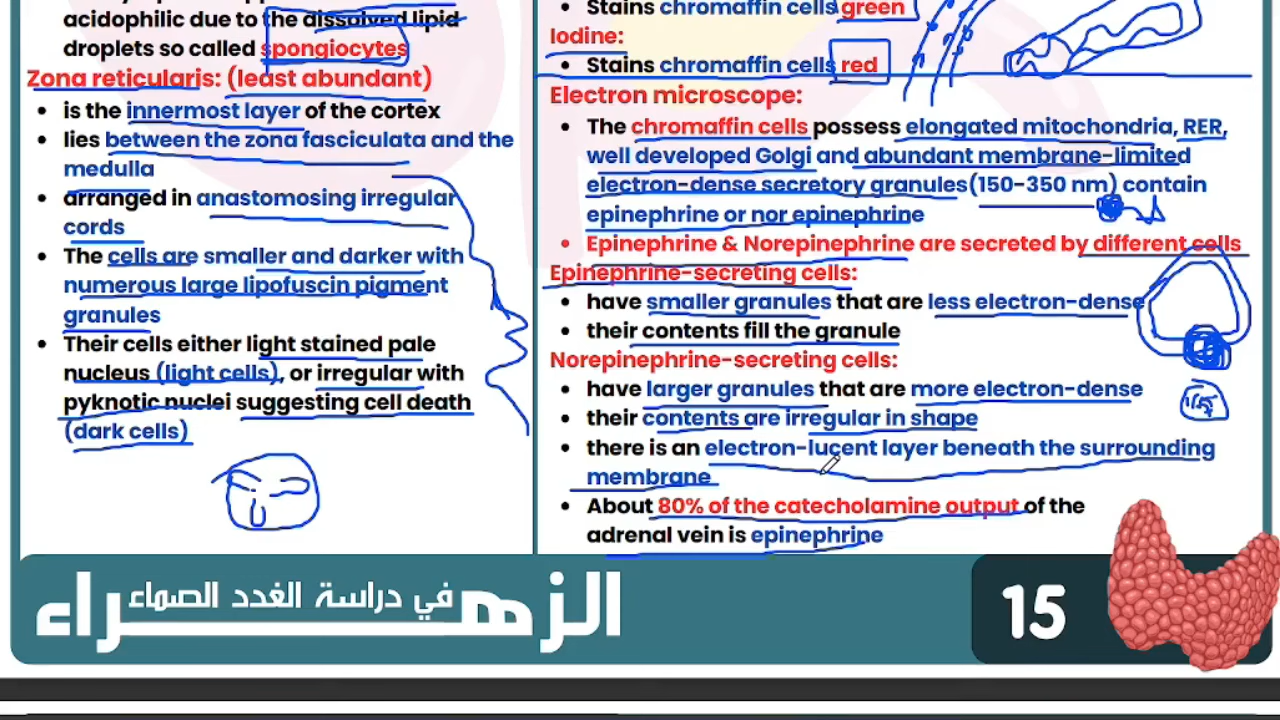 acidophilic due to the dissolved lipid
droplets so called spongiocytes
Zona reticularis: (least abundant)
• is the innermost layer of the cortex
• lies between the zona fasciculata and the
medulla
• arranged in anastomosing irregular
cords
• The cells are smaller and darker with
numerous large lipofuscin pigment
granules
• Their cells either light stained pale
nucleus (light cells), or irregular with
pyknotic nuclei suggesting cell death
(dark cells)
• Stains chromaffin cells green
Iodine:
• Stains chromaffin cells red
Electron microscope:
• The chromaffin cells possess elongated mitochondria, RER,
well developed Golgi and abundant membrane-limited
electron-dense secretory granules(150-350 nm) contain
epinephrine or nor epinephrine
• Epinephrine & Norepinephrine are secreted by different cells
Epinephrine-secreting cells:
• have smaller granules that are less electron-dense
• their contents fill the granule
Norepinephrine-secreting cells:
• have larger granules that are more electron-dense
• their contents are irregular in shape
• there is an electron-lucent layer beneath the surrounding
membrane
• About 80% of the catecholamine output of the
adrenal vein is epinephrine
الزهراء
في دراسة الغدد الصماء
15